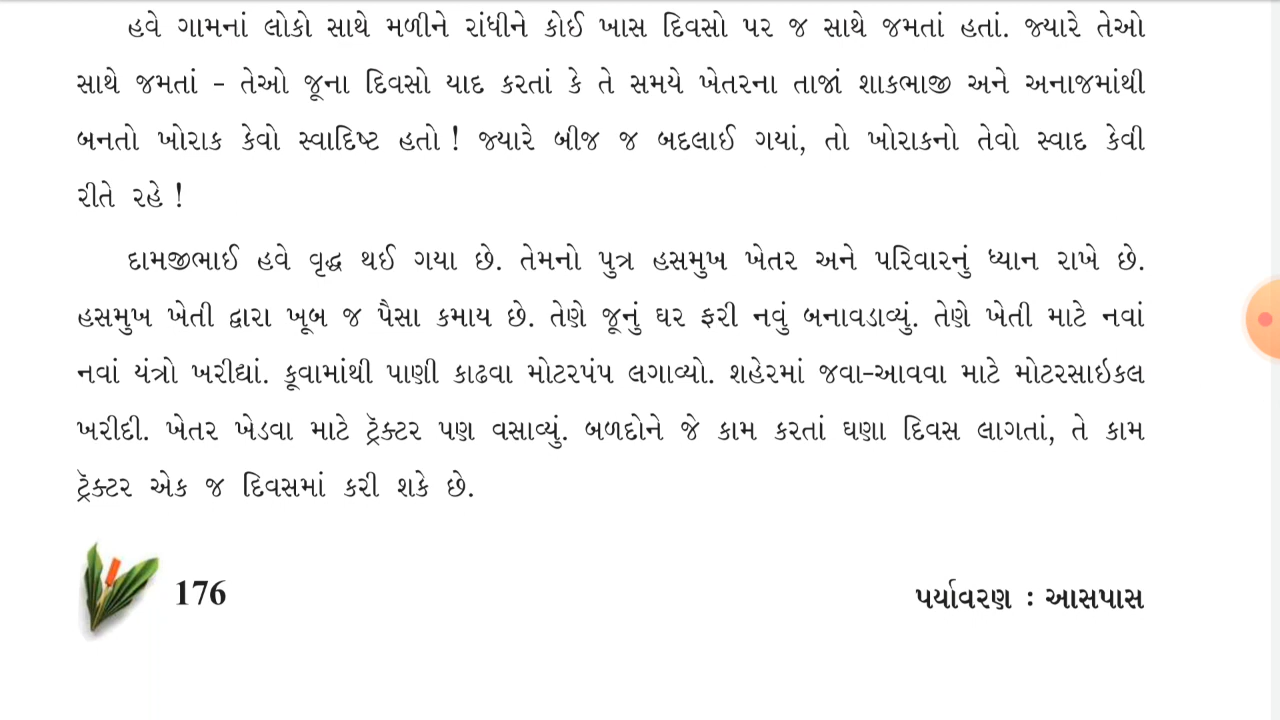 હવે ગામનાં લોકો સાથે મળીને રાંધીને કોઈ ખાસ દિવસો પર જ સાથે જમતાં હતાં. જ્યારે તેઓ
સાથે જમતાં – તેઓ જૂના દિવસો યાદ કરતાં કે તે સમયે ખેતરના તાજાં શાકભાજી અને અનાજમાંથી
બનતો ખોરાક કેવો સ્વાદિષ્ટ હતો ! જ્યારે બીજ જ બદલાઈ ગયાં, તો ખોરાકનો તેવો સ્વાદ કેવી
રીતે રહે !
દામજીભાઈ હવે વૃદ્ધ થઈ ગયા છે. તેમનો પુત્ર હસમુખ ખેતર અને પરિવારનું ધ્યાન રાખે છે.
હસમુખ ખેતી દ્વારા ખૂબ જ પૈસા કમાય છે. તેણે જૂનું ઘર ફરી નવું બનાવડાવ્યું. તેણે ખેતી માટે નવાં
નવાં યંત્રો ખરીદ્યાં. કૂવામાંથી પાણી કાઢવા મોટરપંપ લગાવ્યો. શહેરમાં જવા-આવવા માટે મોટરસાઇકલ
ખરીદી. ખેતર ખેડવા માટે ટ્રૅક્ટર પણ વસાવ્યું. બળદોને જે કામ કરતાં ઘણા દિવસ લાગતાં, તે કામ
ટ્રૅક્ટર એક જ દિવસમાં કરી શકે છે.
176
પર્યાવરણ : આસપાસ